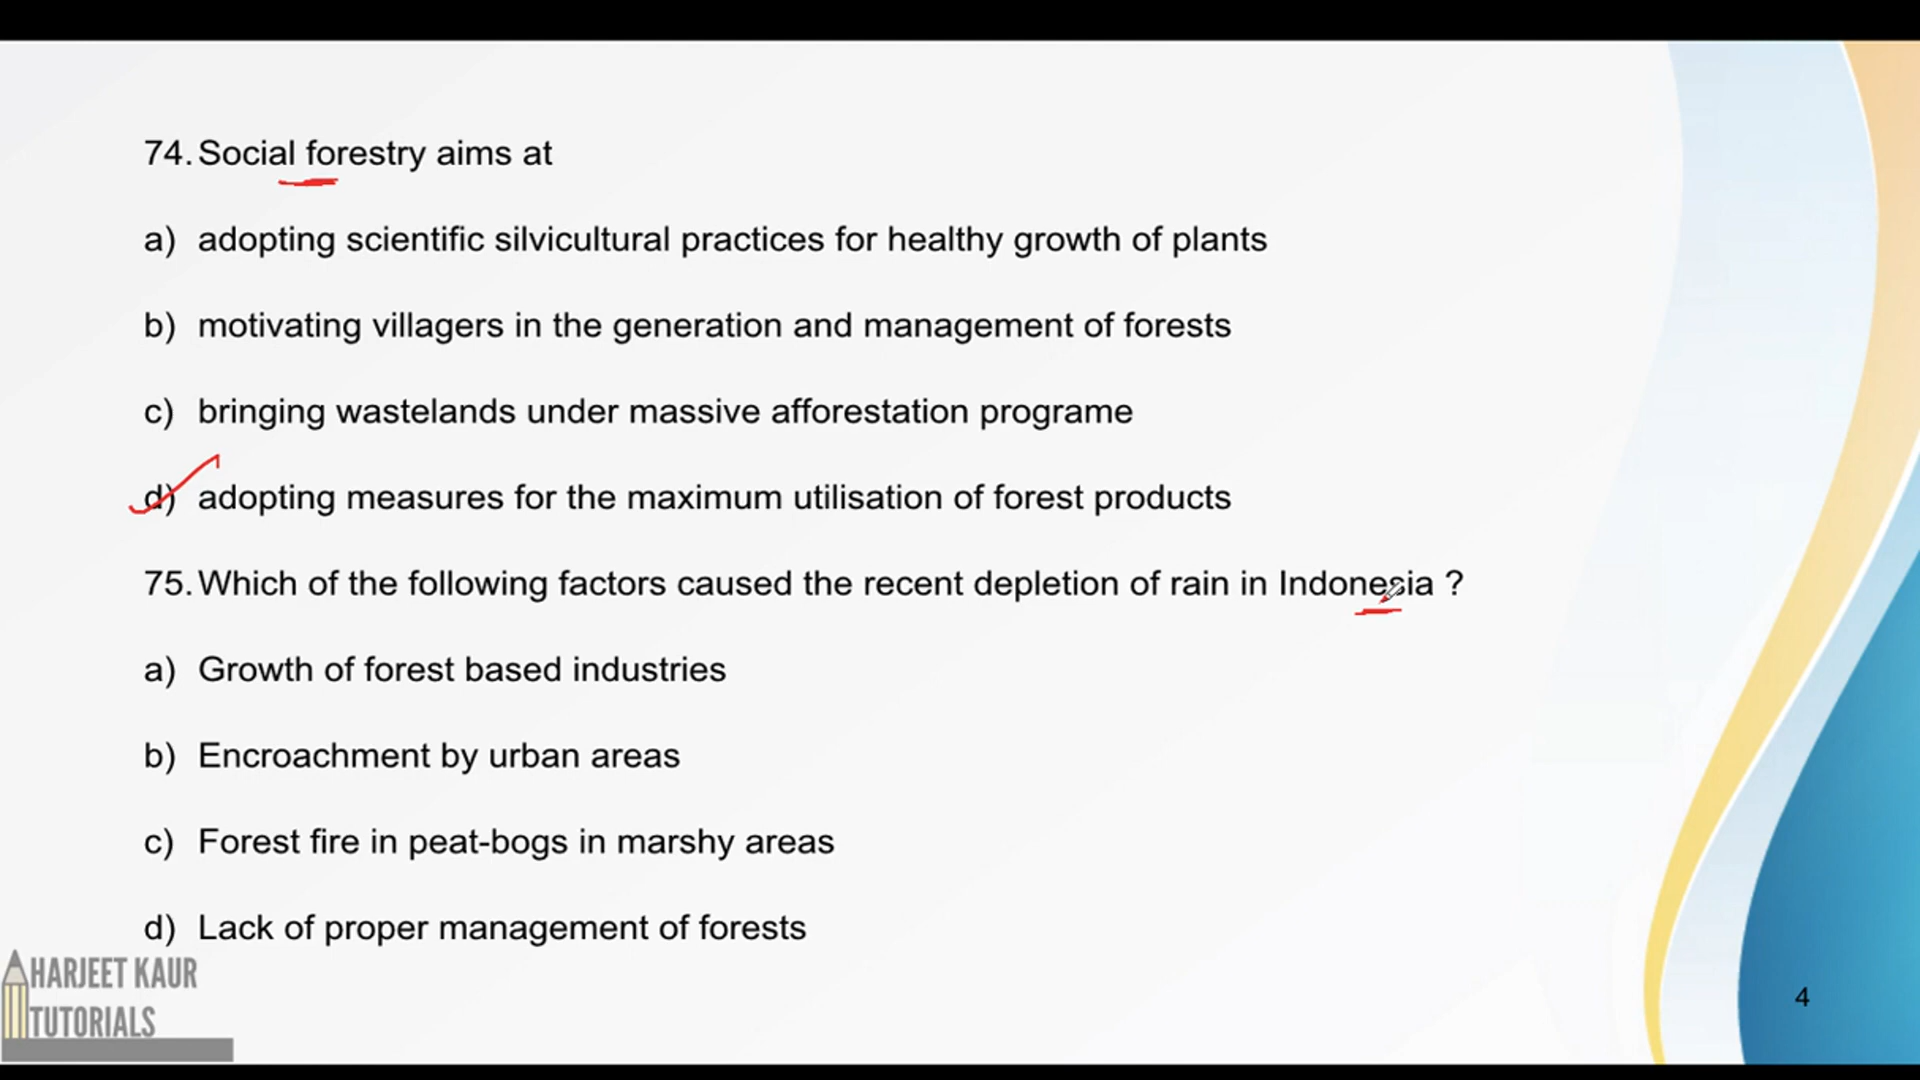 74. Social forestry aims at
a) adopting scientific silvicultural practices for healthy growth of plants
b) motivating villagers in the generation and management of forests
c) bringing wastelands under massive afforestation programe
d) adopting measures for the maximum utilisation of forest products
75. Which of the following factors caused the recent depletion of rain in Indonesia ?
a) Growth of forest based industries
b) Encroachment by urban areas
c) Forest fire in peat-bogs in marshy areas
d) Lack of proper management of forests
HARJEET KAUR
TUTORIALS
4